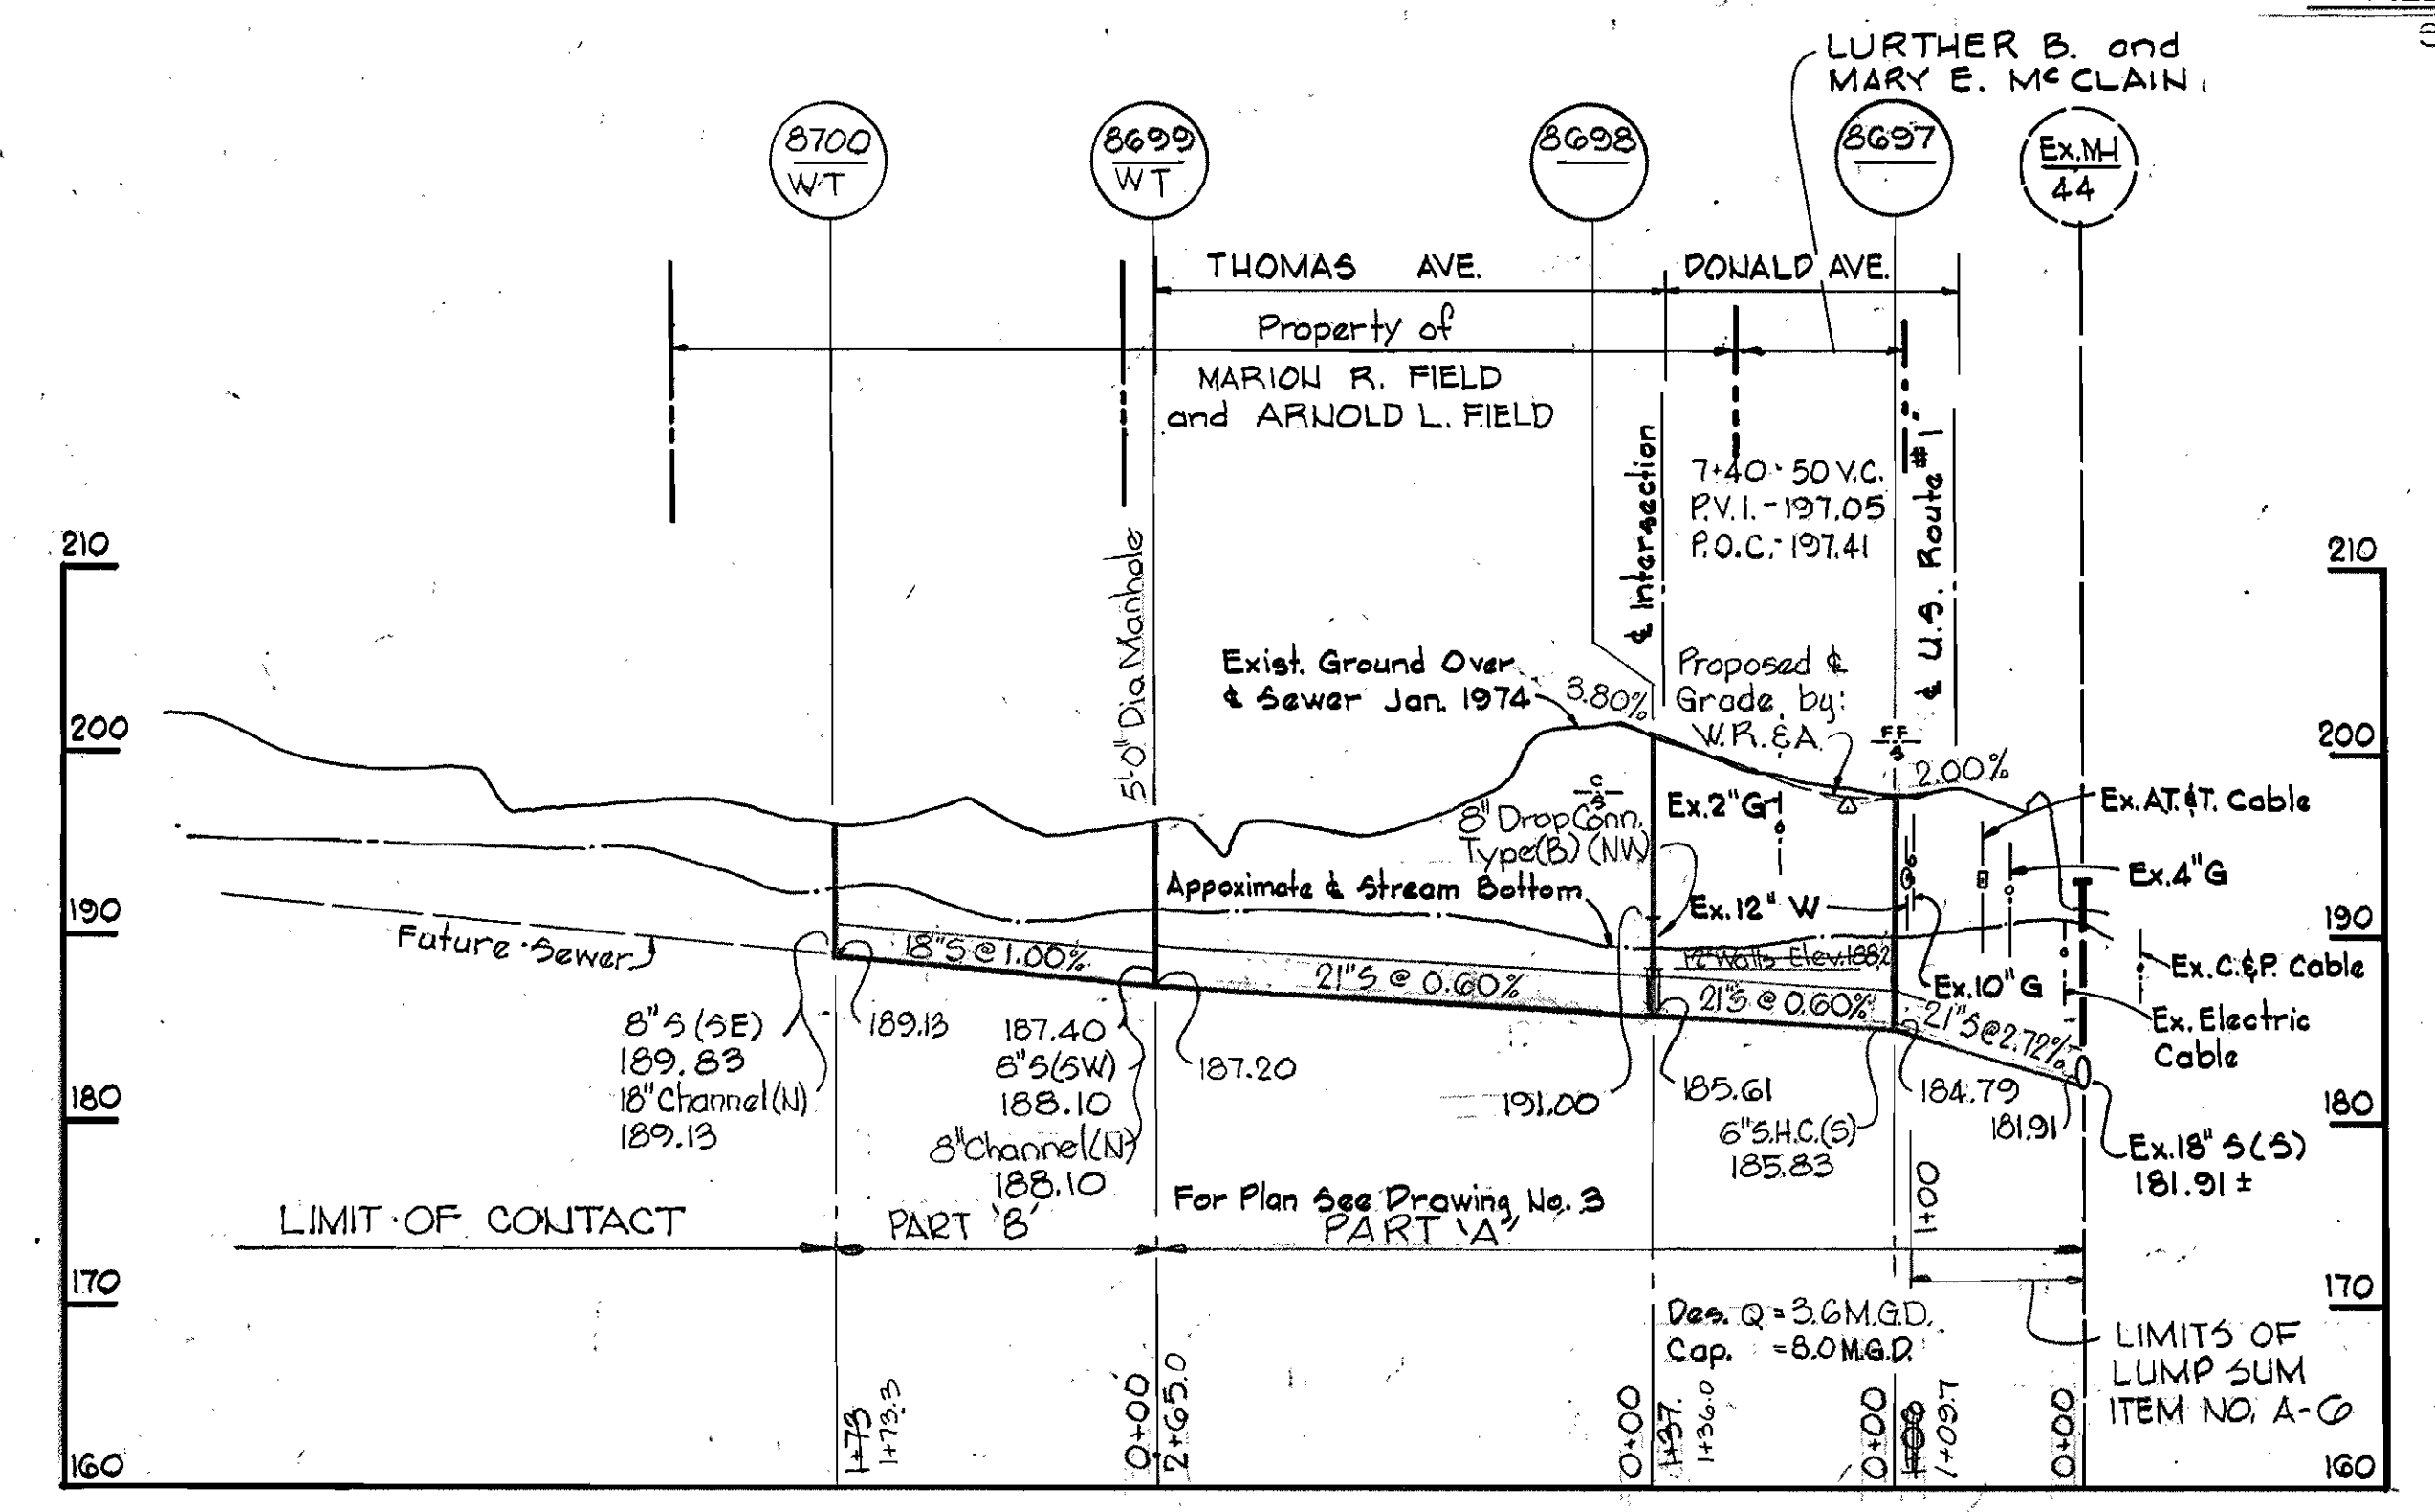 LURTHER B. and
MARY E. McCLAIN
8700
WT
8699
WT
8698
8697
Ex.MH
44
THOMAS AVE.
DONALD AVE.
Property of
MARION R. FIELD
and ARNOLD L. FIELD
5'-0" Dia Manhole
℄ Intersection
7+40 50 V.C.
P.V.I. - 197.05
P.O.C. - 197.41
℄ U.S. Route #1
210
200
190
180
170
160
210
200
190
180
170
160
Exist. Ground Over
℄ Sewer Jan. 1974
3.80%
Proposed ℄
Grade by:
W.R.&A.
F.F.
S
2.00%
C
S
8" Drop Conn.
Type(B) (NW)
Ex.2"G
Ex.AT.&T. Cable
Ex.4"G
Appoximate ℄ Stream Bottom
Ex.12" W
Future Sewer
18"S @ 1.00%
21"S @ 0.60%
12" Walls Elev. 188.2
21"S @ 0.60%
Ex.10" G
21"S@2.72%
Ex.C.&P. Cable
Ex. Electric
Cable
8"S (SE)
189.83
18" Channel (N)
189.13
189.13
187.40
8"S(SW)
188.10
8" Channel (N)
188.10
187.20
191.00
185.61
6"S.H.C.(S)
185.83
184.79
181.91
Ex.18" S(S)
181.91 ±
1+00
LIMIT OF CONTACT
PART 'B'
For Plan See Drawing No. 3
PART 'A'
Des. Q = 3.6 M.G.D.
Cap. = 8.0 M.G.D.
LIMITS OF
LUMP SUM
ITEM NO. A-6
1+73
1+73.3
0+00
2+65.0
0+00
1+37.
1+36.0
0+00
1+09.7
0+00